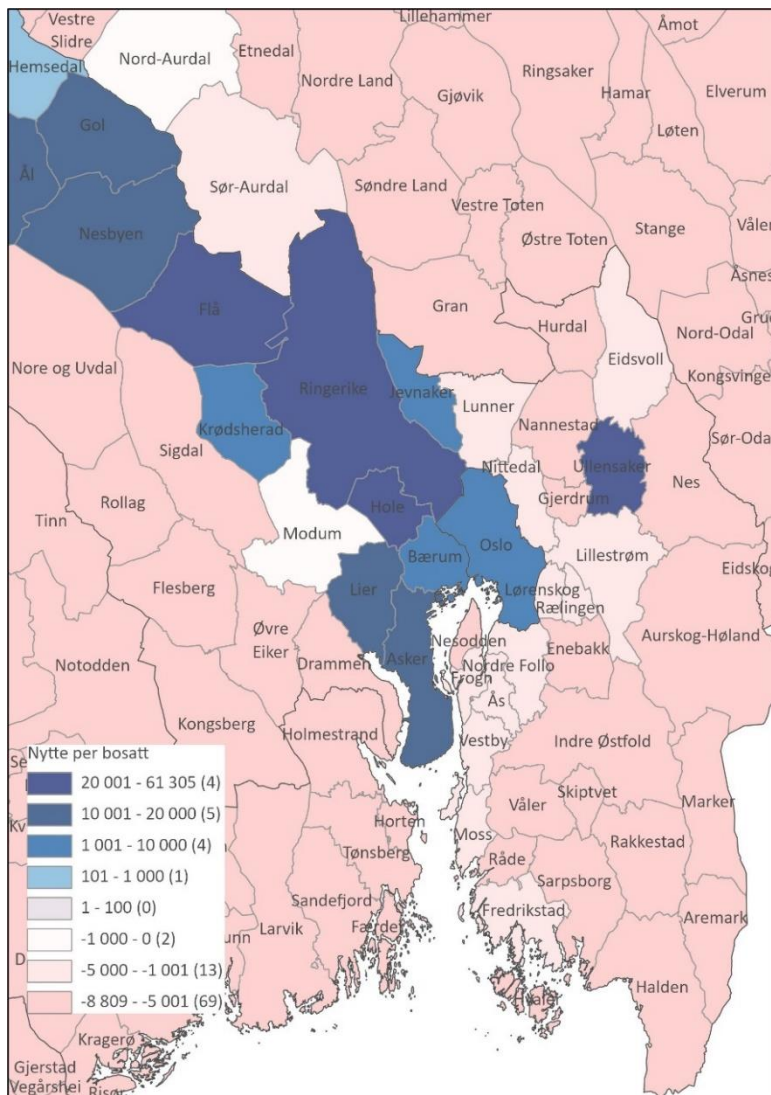 Vestre
Slidre
Lillehammer
Åmot
Hemsedal
Nord-Aurdal
Etnedal
Nordre Land
Gjøvik
Ringsaker
Hamar
Elverum
Løten
Gol
Ål
Sør-Aurdal
Søndre Land
Vestre Toten
Østre Toten
Stange
Våler
Nesbyen
Åsnes
Flå
Gran
Hurdal
Nord-Odal
Eidsvoll
Nore og Uvdal
Ringerike
Jevnaker
Lunner
Kongsvinger
Krødsherad
Nannestad
Sigdal
Ullensaker
Sør-Odal
Nittedal
Nes
Rollag
Hole
Gjerdrum
Tinn
Modum
Oslo
Lillestrøm
Bærum
Eidskog
Flesberg
Lier
Lørenskog
Rælingen
Øvre
Eiker
Nesodden
Enebakk
Aurskog-Høland
Notodden
Drammen
Asker
Nordre Follo
Frogn
Ås
Kongsberg
Holmestrand
Vestby
Indre Østfold
Nytte per bosatt
20 001 - 61 305 (4)
10 001 - 20 000 (5)
1 001 - 10 000 (4)
101 - 1 000 (1)
1 - 100 (0)
-1 000 - 0 (2)
-5 000 - -1 001 (13)
-8 809 - -5 001 (69)
Skiptvet
Våler
Marker
Horten
Moss
Rakkestad
Tønsberg
Råde
Sarpsborg
Sandefjord
Fredrikstad
Aremark
Larvik
Færder
Halden
Hvaler
Kragerø
Gjerstad
Vegårshei
Risør